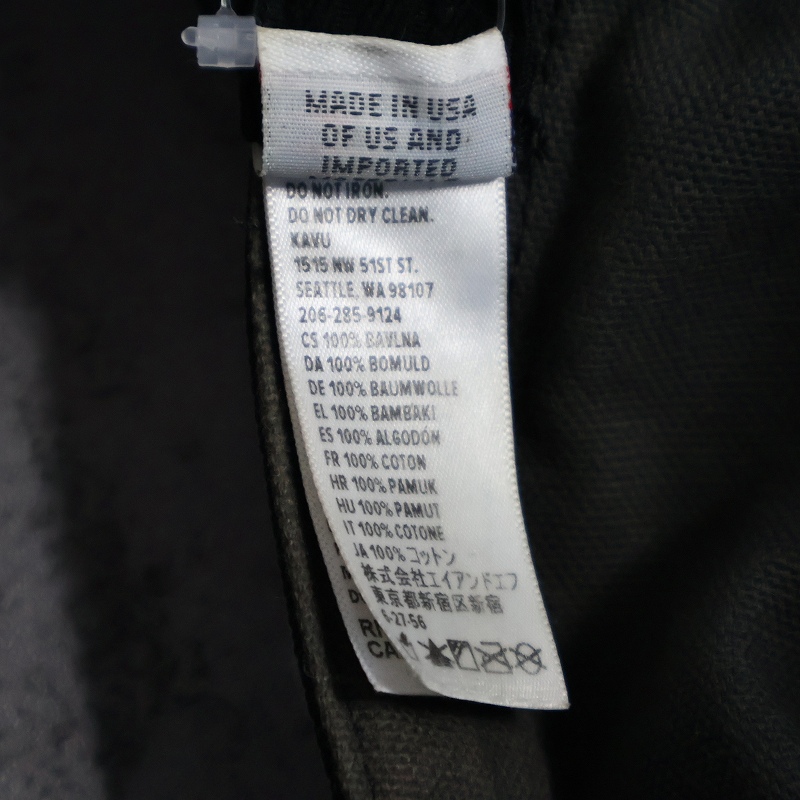 MADE IN USA
OF US AND
IMPORTED
DO NOT IRON.
DO NOT DRY CLEAN.
KAVU
1515 NW 51ST ST.
SEATTLE, WA 98107
206-285-9124
CS 100% BAVLNA
DA 100% BOMULD
DE 100% BAUMWOLLE
EL 100% BAMBAKI
ES 100% ALGODÓN
FR 100% COTON
HR 100% PAMUK
HU 100% PAMUT
IT 100% COTONE
JA 100% コットン
株式会社エイアンドエフ
東京都新宿区新宿
6-27-56